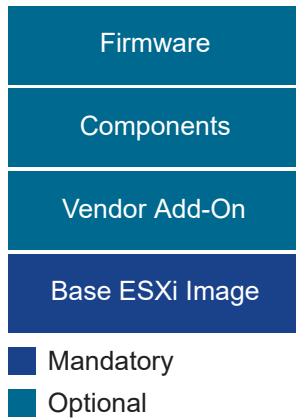 Firmware
Components
Vendor Add-On
Base ESXi Image
Mandatory
Optional